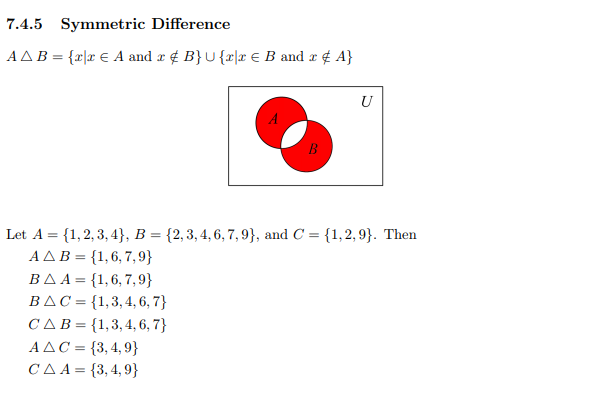 7.4.5 Symmetric Difference
A △ B = {x|x ∈ A and x ∉ B} ∪ {x|x ∈ B and x ∉ A}
U
A
B
Let A = {1, 2, 3, 4}, B = {2, 3, 4, 6, 7, 9}, and C = {1, 2, 9}. Then
A △ B = {1, 6, 7, 9}
B △ A = {1, 6, 7, 9}
B △ C = {1, 3, 4, 6, 7}
C △ B = {1, 3, 4, 6, 7}
A △ C = {3, 4, 9}
C △ A = {3, 4, 9}